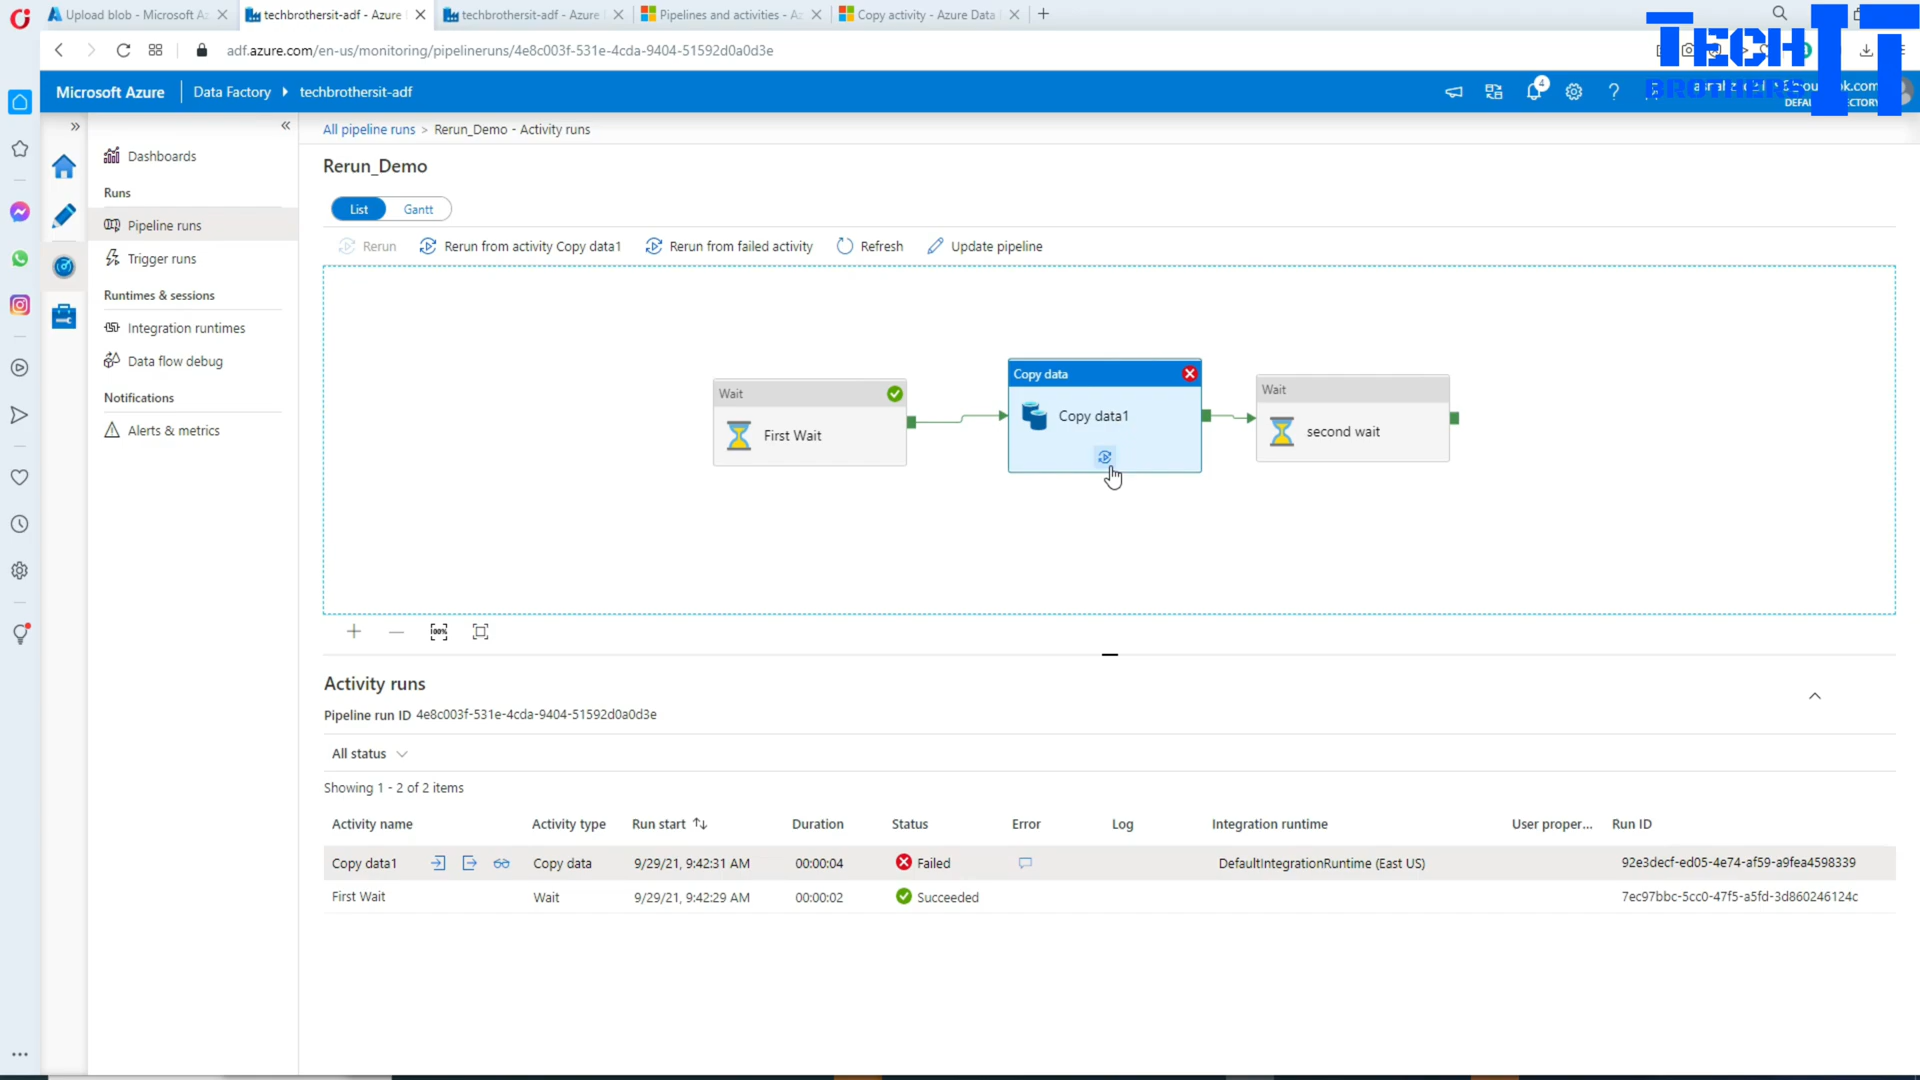 Upload blob - Microsoft Az
techbrothersit-adf - Azure
techbrothersit-adf - Azure
Pipelines and activities - Az
Copy activity - Azure Data
adf.azure.com/en-us/monitoring/pipelineruns/4e8c003f-531e-4cda-9404-51592d0a0d3e
TECH IT
BROTHERS
Microsoft Azure
Data Factory
techbrothersit-adf
4
?
Dashboards
Runs
Pipeline runs
Trigger runs
Runtimes & sessions
Integration runtimes
Data flow debug
Notifications
Alerts & metrics
All pipeline runs > Rerun_Demo - Activity runs
Rerun_Demo
List
Gantt
Rerun
Rerun from activity Copy data1
Rerun from failed activity
Refresh
Update pipeline
Wait
First Wait
Copy data
Copy data1
Wait
second wait
100%
Activity runs
Pipeline run ID 4e8c003f-531e-4cda-9404-51592d0a0d3e
All status
Showing 1 - 2 of 2 items
Activity name Activity type Run start Duration Status Error Log Integration runtime User proper... Run ID
Copy data1 Copy data 9/29/21, 9:42:31 AM 00:00:04 Failed DefaultIntegrationRuntime (East US) 92e3decf-ed05-4e74-af59-a9fea4598339
First Wait Wait 9/29/21, 9:42:29 AM 00:00:02 Succeeded 7ec97bbc-5cc0-47f5-a5fd-3d860246124c